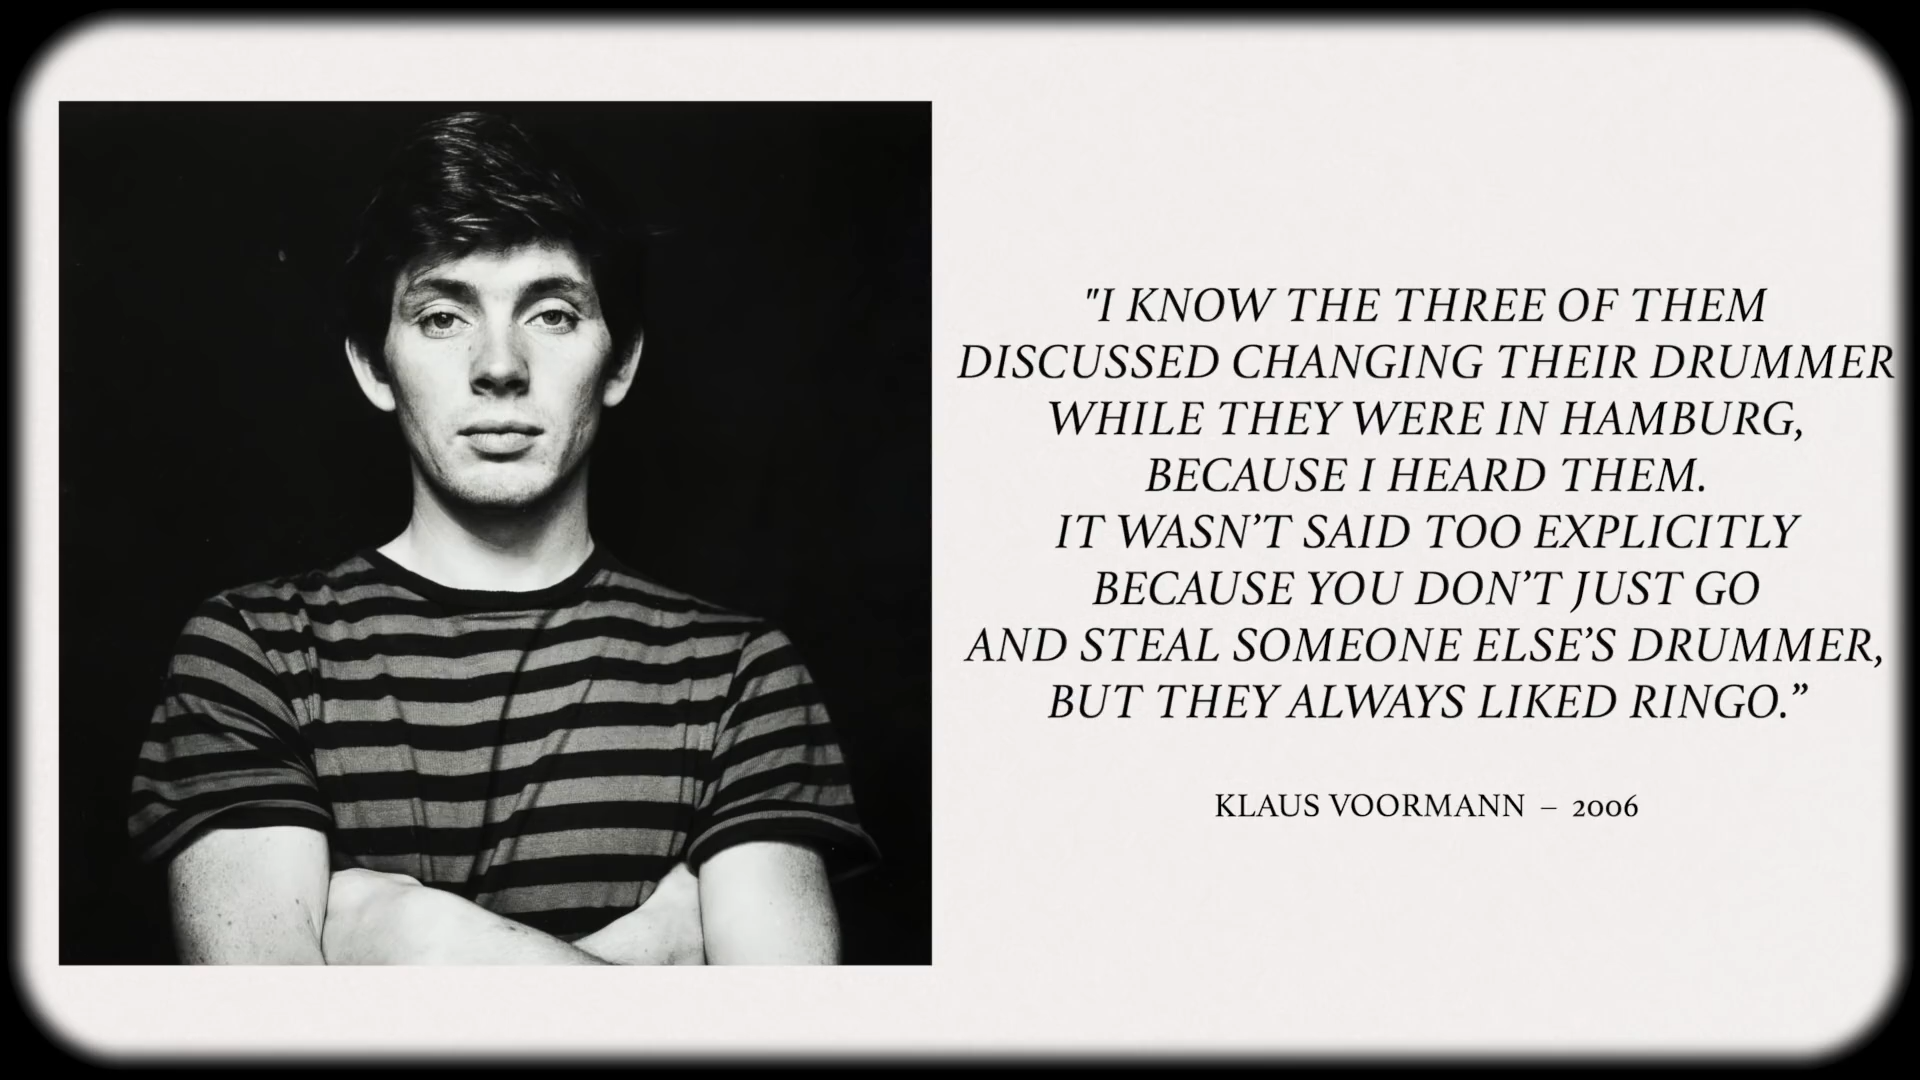 "I KNOW THE THREE OF THEM
DISCUSSED CHANGING THEIR DRUMMER
WHILE THEY WERE IN HAMBURG,
BECAUSE I HEARD THEM.
IT WASN’T SAID TOO EXPLICITLY
BECAUSE YOU DON’T JUST GO
AND STEAL SOMEONE ELSE’S DRUMMER,
BUT THEY ALWAYS LIKED RINGO.”
KLAUS VOORMANN – 2006